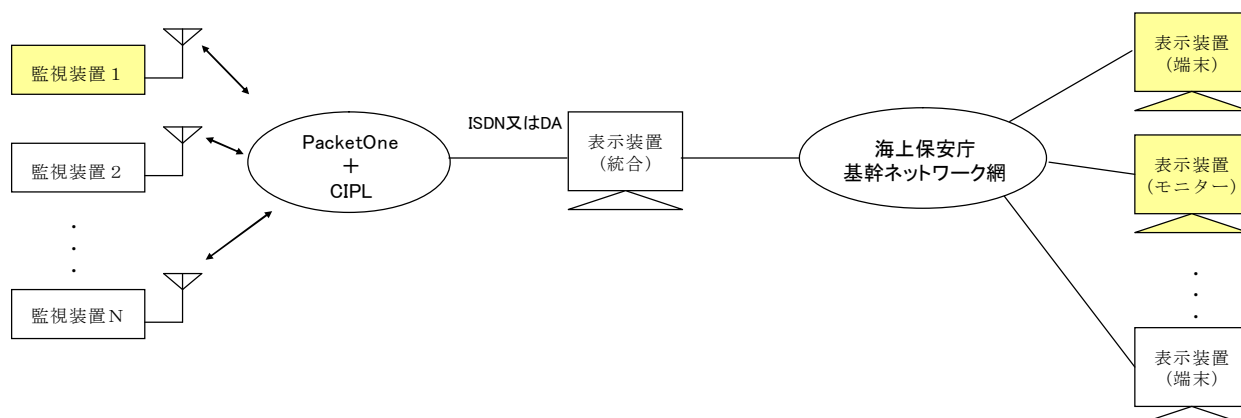 監視装置１
監視装置２
・
・
・
監視装置Ｎ
PacketOne
＋
CIPL
ISDN又はDA
表示装置
(統合)
海上保安庁
基幹ネットワーク網
表示装置
(端末)
表示装置
(モニター)
・
・
・
表示装置
(端末)